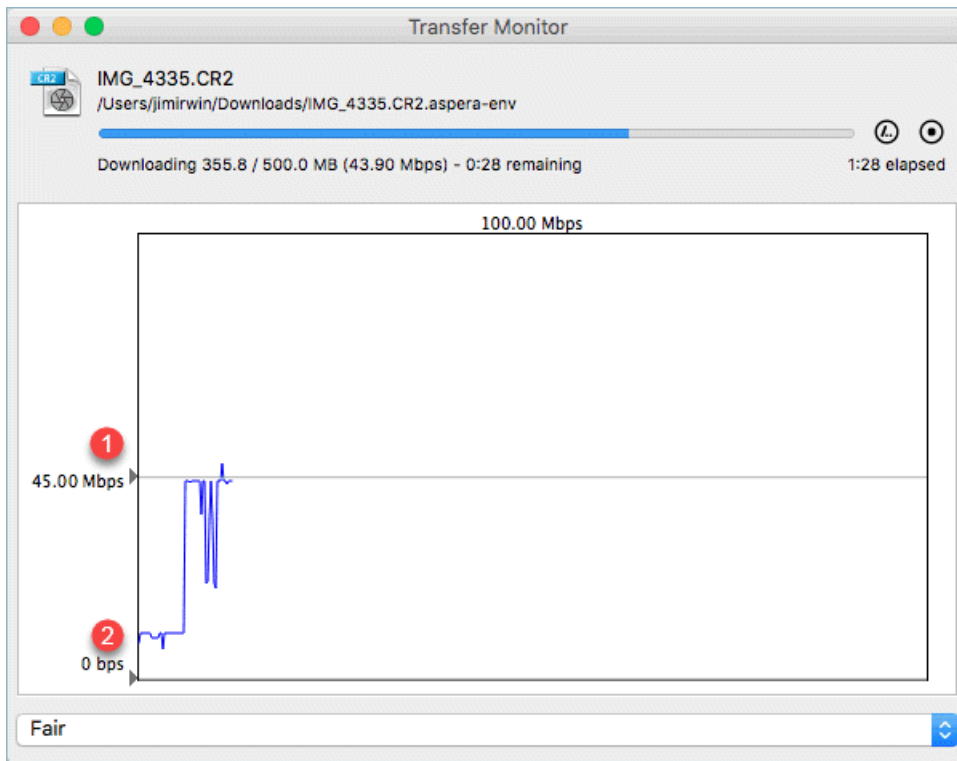 Transfer Monitor
CR2
IMG_4335.CR2
/Users/jimirwin/Downloads/IMG_4335.CR2.aspera-env
Downloading 355.8 / 500.0 MB (43.90 Mbps) - 0:28 remaining
1:28 elapsed
100.00 Mbps
1
45.00 Mbps
2
0 bps
Fair